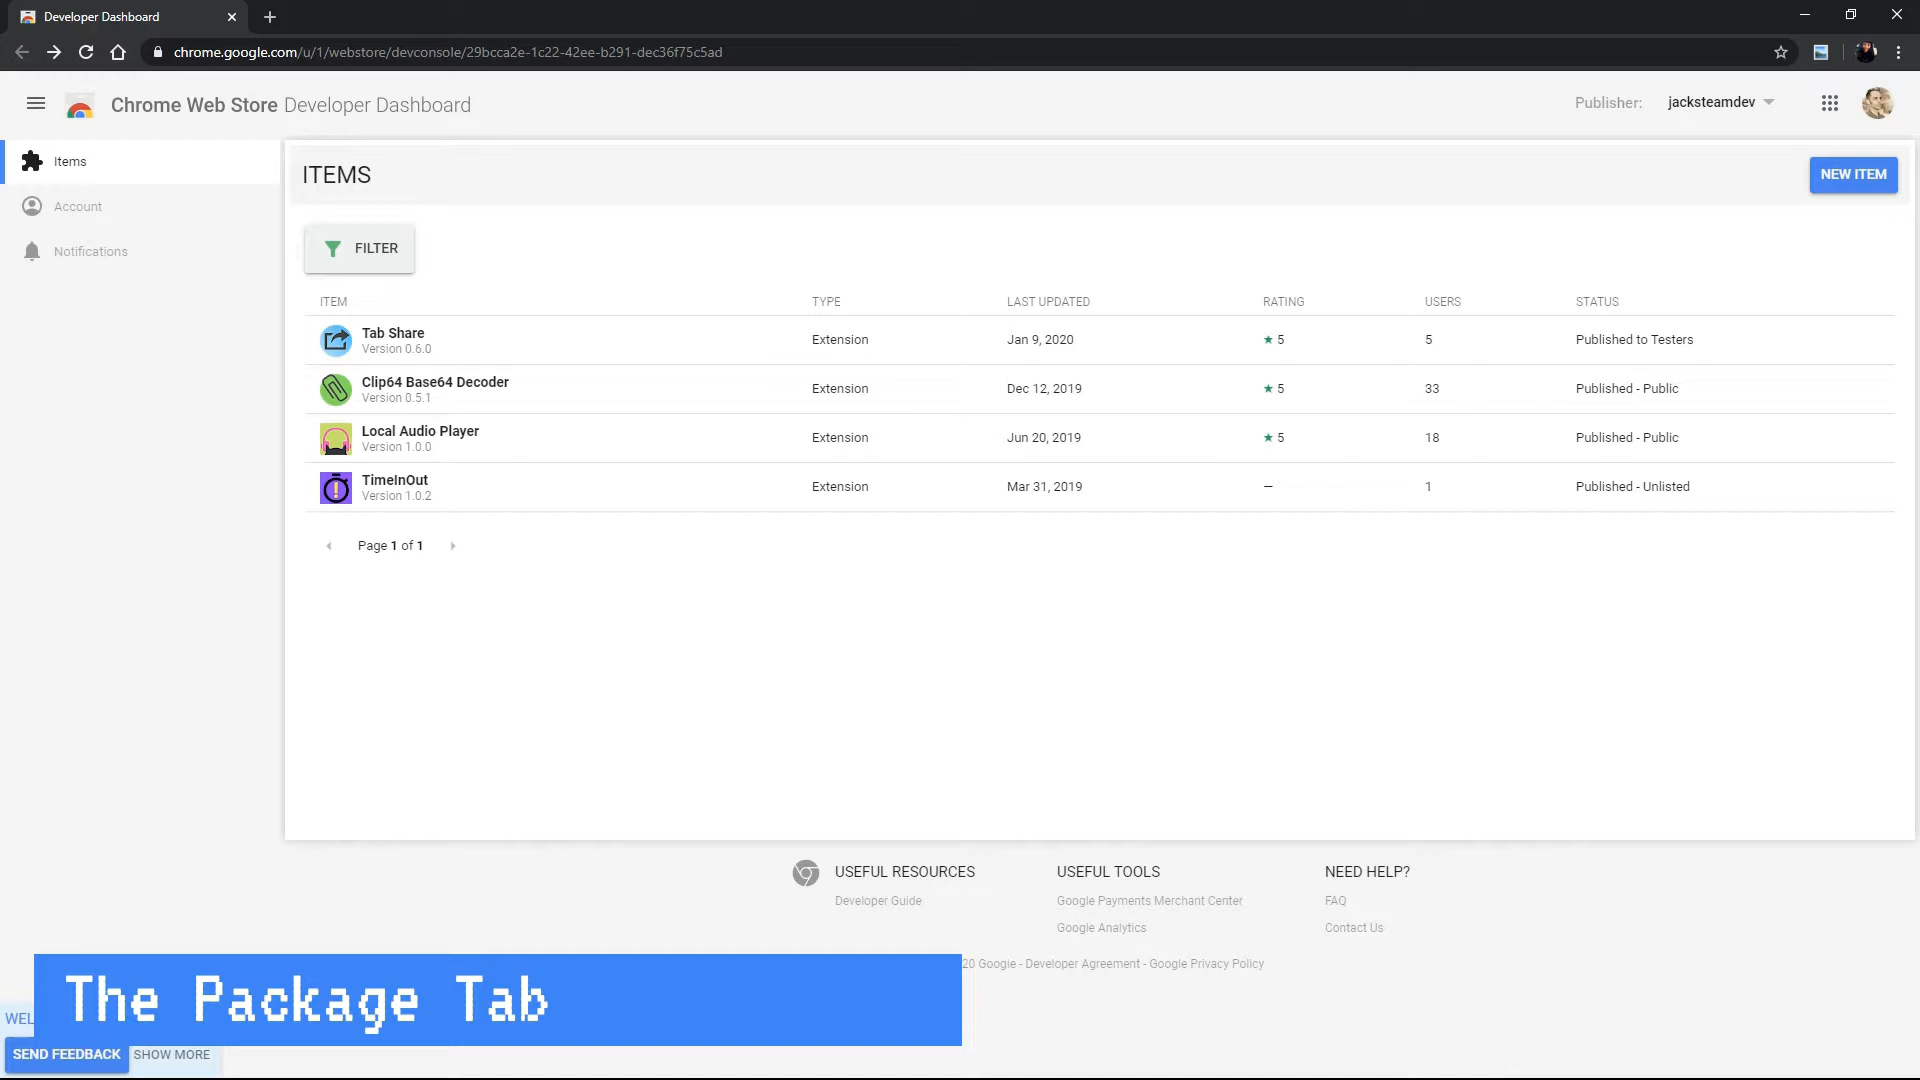 Developer Dashboard
chrome.google.com/u/1/webstore/devconsole/29bcca2e-1c22-42ee-b291-dec36f75c5ad
Chrome Web Store Developer Dashboard
Publisher: jacksteamdev
Items
Account
Notifications
ITEMS
NEW ITEM
FILTER
ITEM TYPE LAST UPDATED RATING USERS STATUS
Tab Share
Version 0.6.0
Extension Jan 9, 2020 ★ 5 5 Published to Testers
Clip64 Base64 Decoder
Version 0.5.1
Extension Dec 12, 2019 ★ 5 33 Published - Public
Local Audio Player
Version 1.0.0
Extension Jun 20, 2019 ★ 5 18 Published - Public
TimeInOut
Version 1.0.2
Extension Mar 31, 2019 – 1 Published - Unlisted
Page 1 of 1
USEFUL RESOURCES
Developer Guide
USEFUL TOOLS
Google Payments Merchant Center
Google Analytics
NEED HELP?
FAQ
Contact Us
20 Google - Developer Agreement - Google Privacy Policy
The Package Tab
WEL
SEND FEEDBACK SHOW MORE